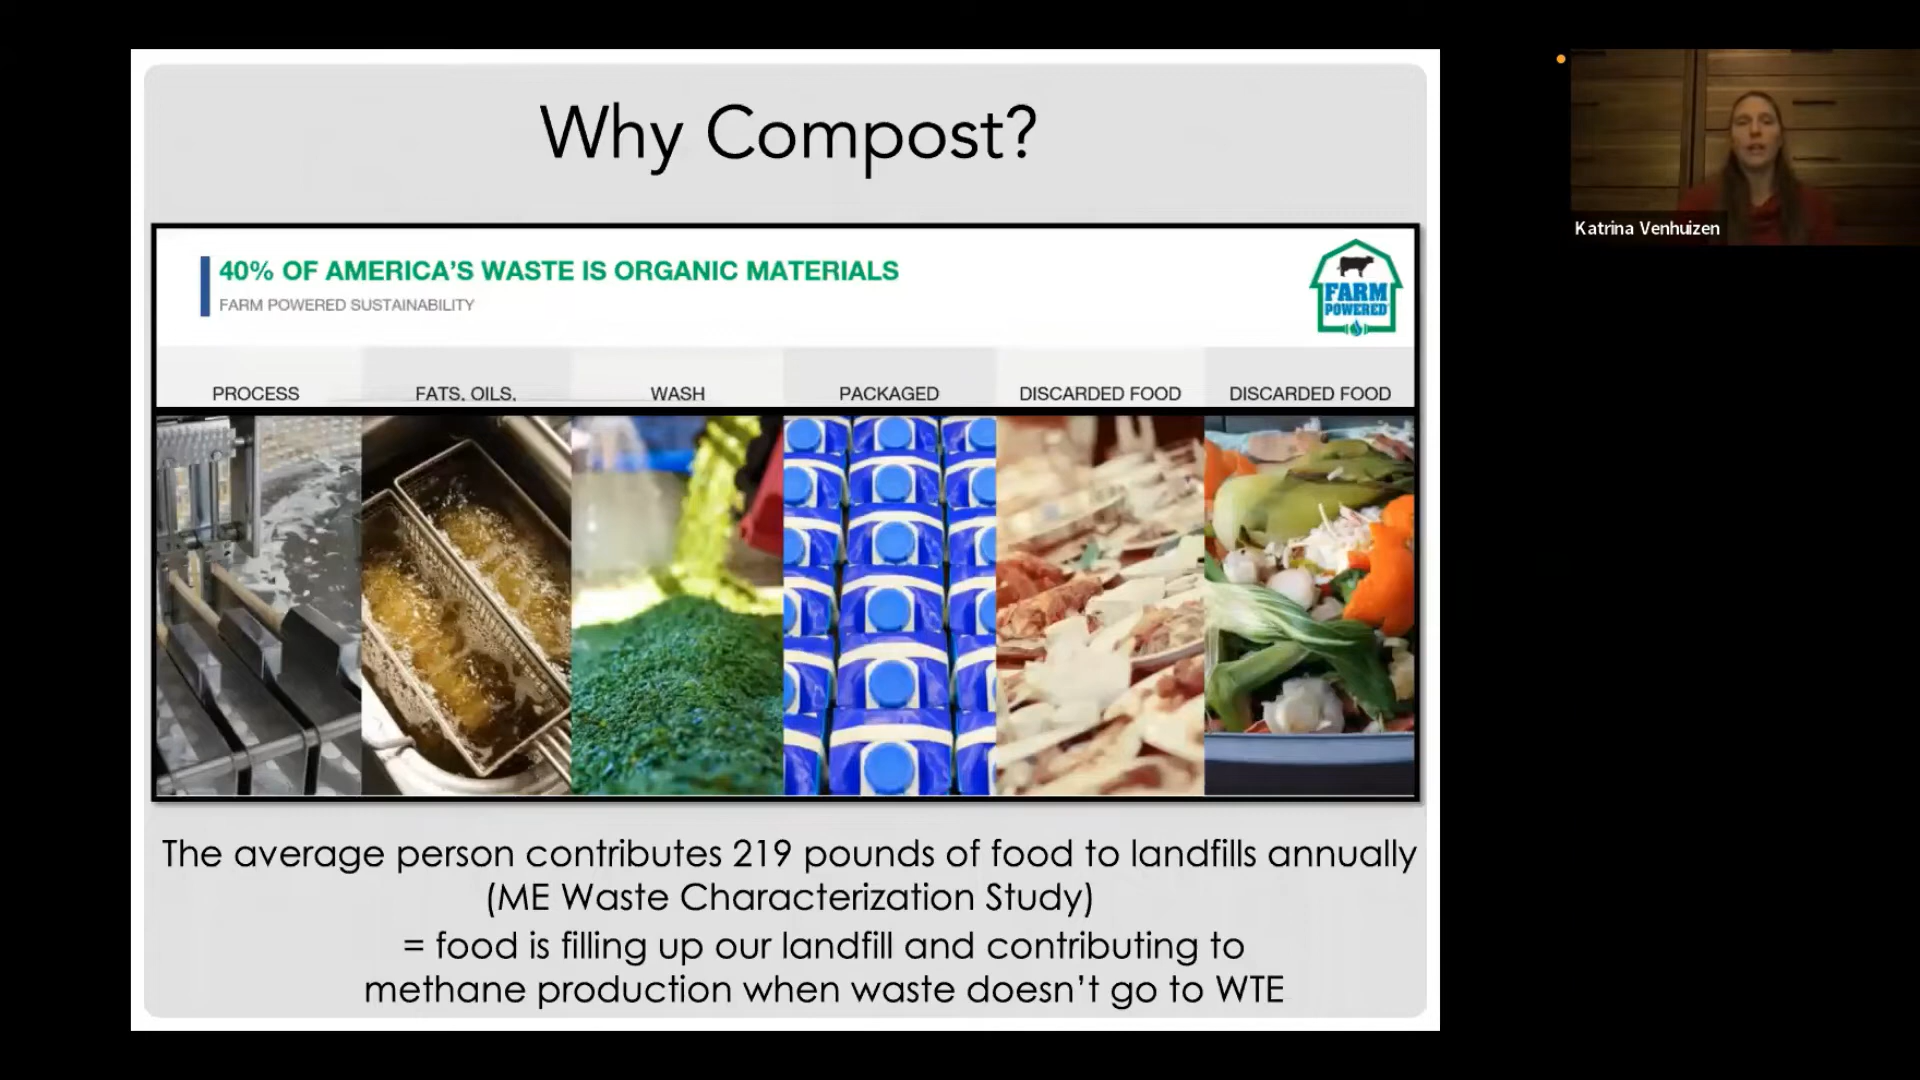 Why Compost?
40% OF AMERICA'S WASTE IS ORGANIC MATERIALS
FARM POWERED SUSTAINABILITY
FARM
POWERED
PROCESS
FATS, OILS,
WASH
PACKAGED
DISCARDED FOOD
DISCARDED FOOD
The average person contributes 219 pounds of food to landfills annually
(ME Waste Characterization Study)
= food is filling up our landfill and contributing to
methane production when waste doesn't go to WTE
Katrina Venhuizen